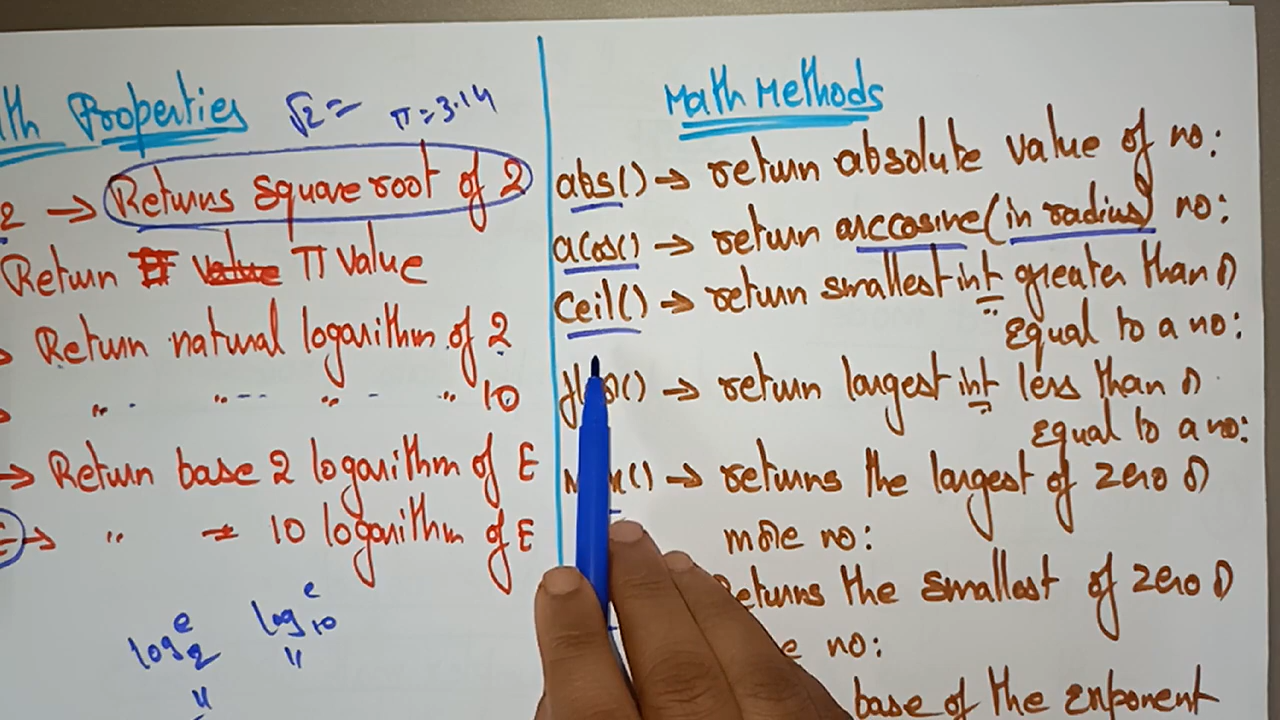 th Properties √2 = π = 3.14
2 → Returns square root of 2
Return π value
Return natural logarithm of 2
" " " " 10
→ Return base 2 logarithm of E
→ " 10 logarithm of E
log e 2
log e 10
" "
Math Methods
abs() → return absolute value of no:
acos() → return arccosine (in radius) no:
Ceil() → return smallest int greater than or
Equal to a no:
→ return largest int less than or
Equal to a no:
→ returns the largest of zero or
more no:
eturns the smallest of zero or
e no:
base of the Exponent